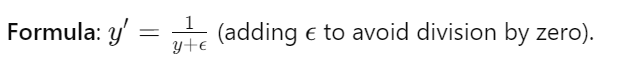 Formula: y′ = 1/(y+ϵ) (adding ϵ to avoid division by zero).